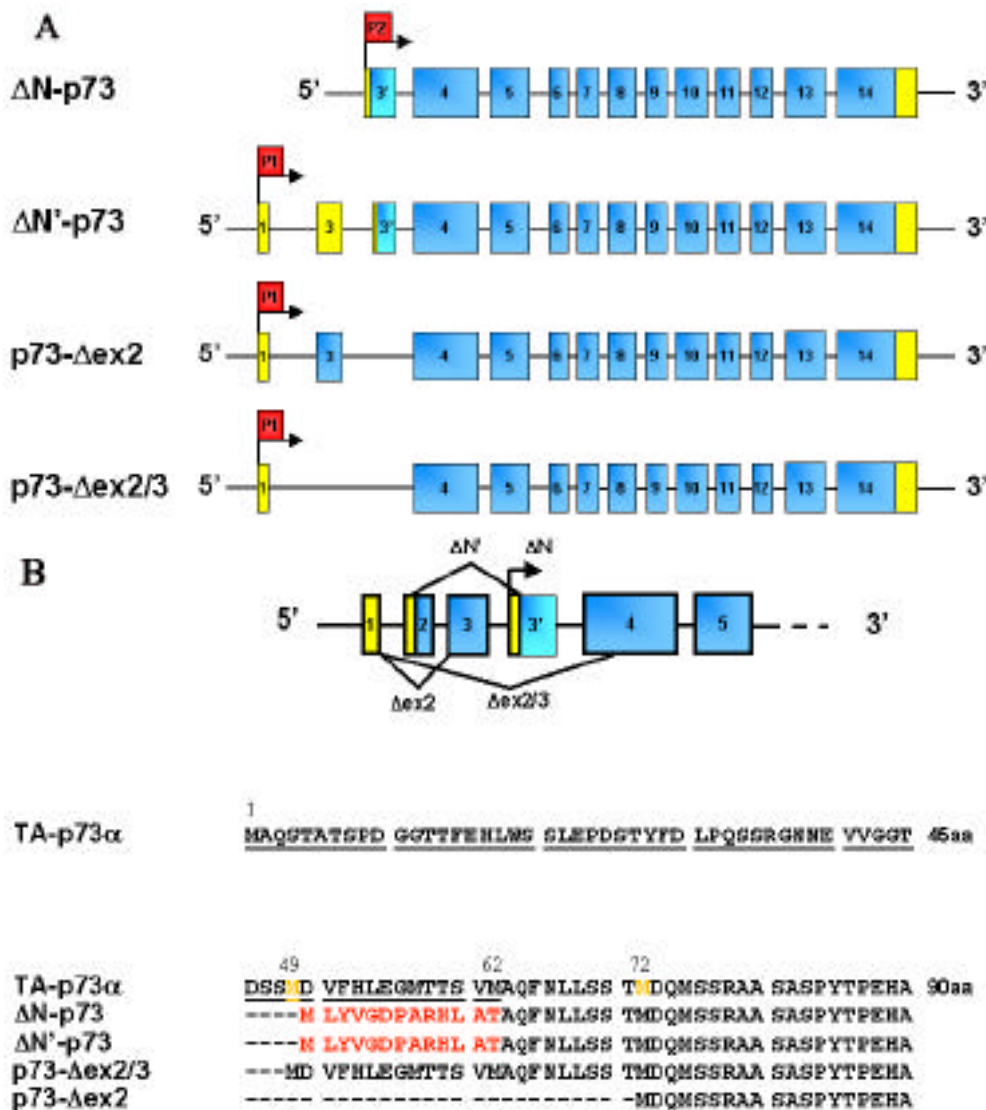 A
P2
ΔN-p73 5' 3' 4 5 6 7 8 9 10 11 12 13 14 3'
P1
ΔN'-p73 5' 1 3 3' 4 5 6 7 8 9 10 11 12 13 14 3'
P1
p73-Δex2 5' 1 3 4 5 6 7 8 9 10 11 12 13 14 3'
P1
p73-Δex2/3 5' 1 4 5 6 7 8 9 10 11 12 13 14 3'
B
ΔN' ΔN
5' 1 2 3 3' 4 5 3'
Δex2 Δex2/3
1
TA-p73α MAQSTATSPD GGTTFEHLWS SLEPDSTYFD LPQSSRGNNE VVGGT 45aa
49 62 72
TA-p73α DSSMD VFHLEGMTTS VMAQFNLLSS TMDQMSSRAA SASPYTPEHA 90aa
ΔN-p73 ----M LYVGDPARHL ATAQFNLLSS TMDQMSSRAA SASPYTPEHA
ΔN'-p73 ----M LYVGDPARHL ATAQFNLLSS TMDQMSSRAA SASPYTPEHA
p73-Δex2/3 ---MD VFHLEGMTTS VMAQFNLLSS TMDQMSSRAA SASPYTPEHA
p73-Δex2 ----- ---------- ---------- -MDQMSSRAA SASPYTPEHA